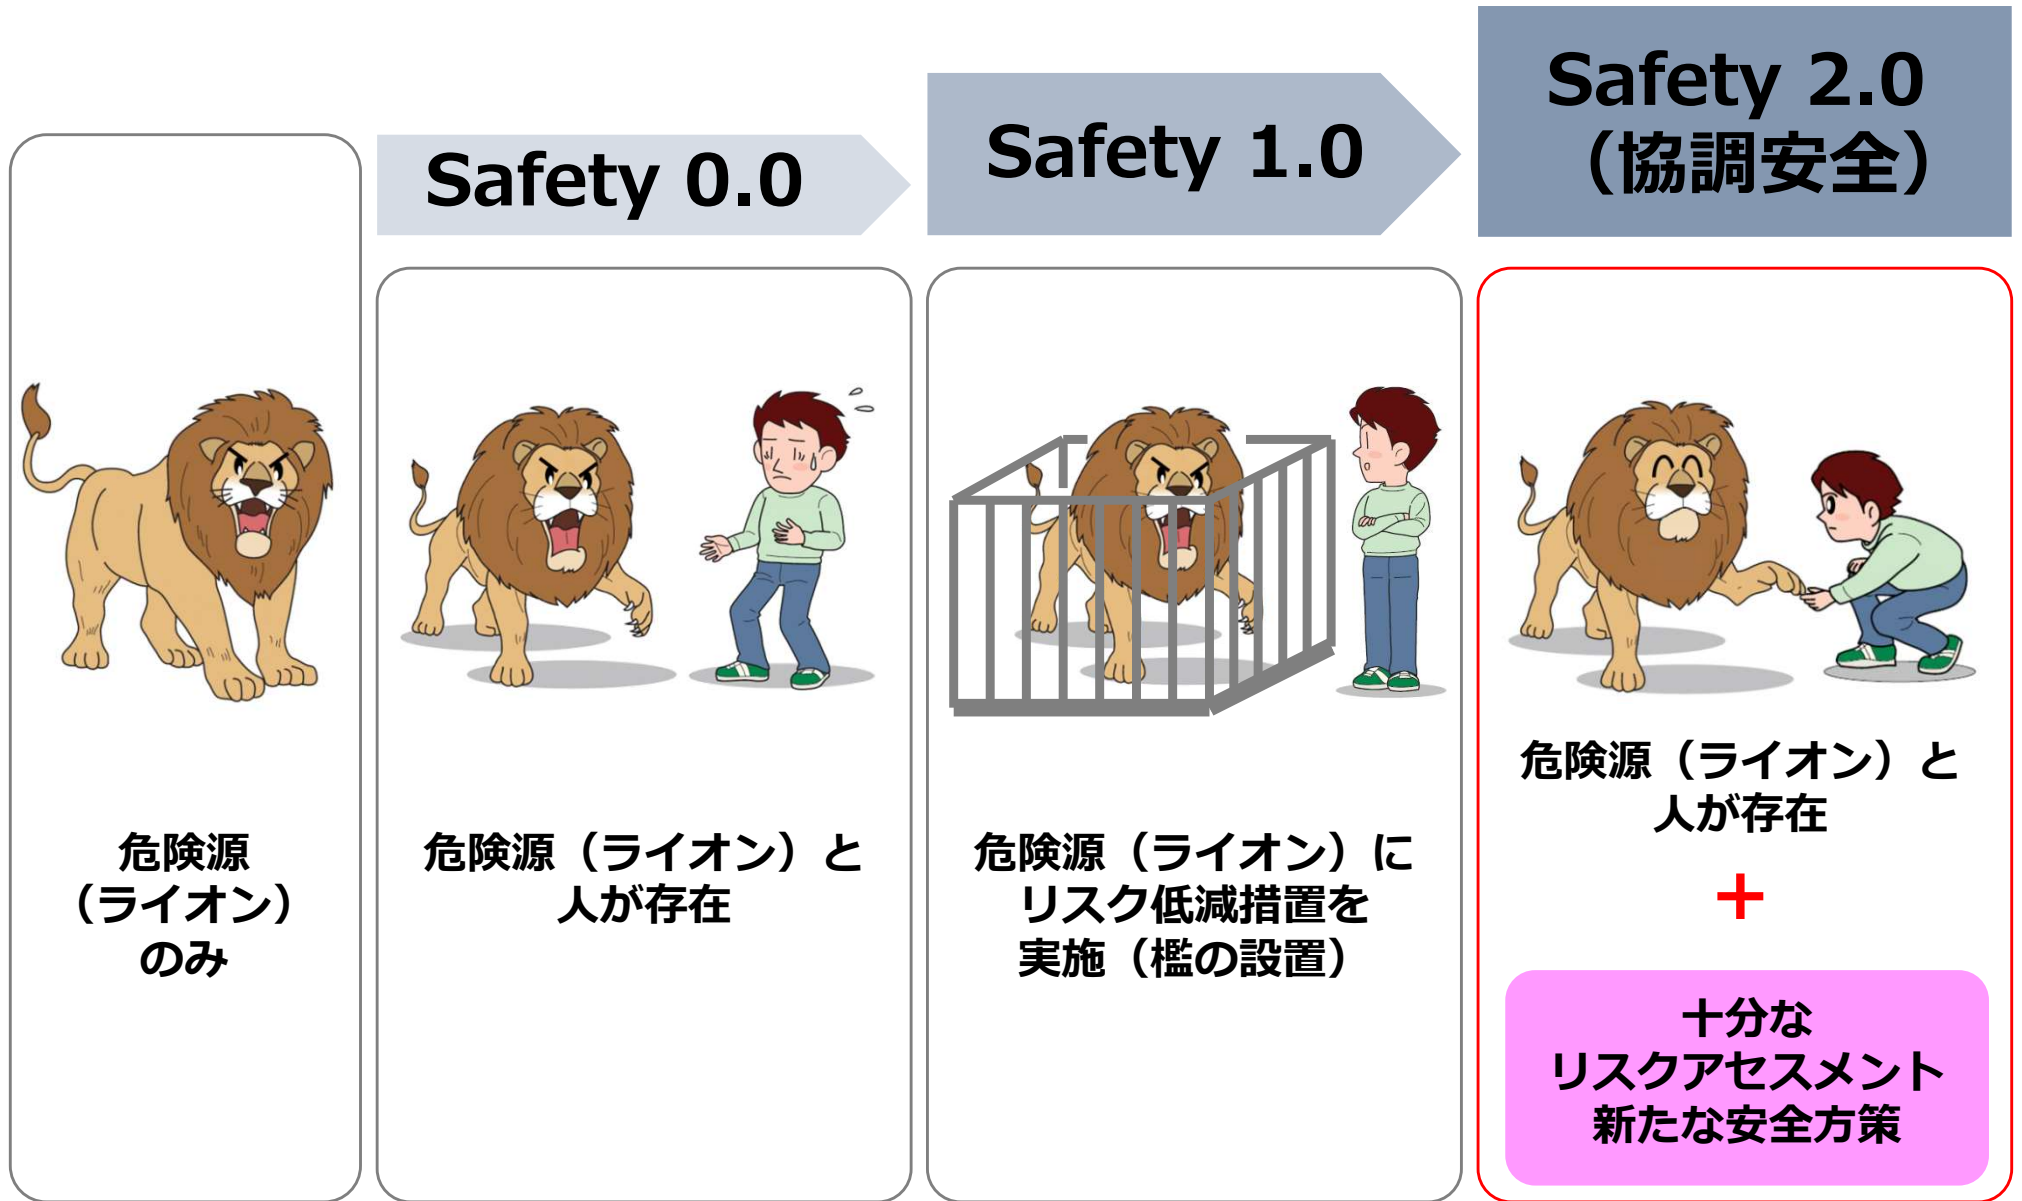 危険源
（ライオン）
のみ
Safety 0.0
危険源（ライオン）と
人が存在
Safety 1.0
危険源（ライオン）に
リスク低減措置を
実施（檻の設置）
Safety 2.0
（協調安全）
危険源（ライオン）と
人が存在
＋
十分な
リスクアセスメント
新たな安全方策